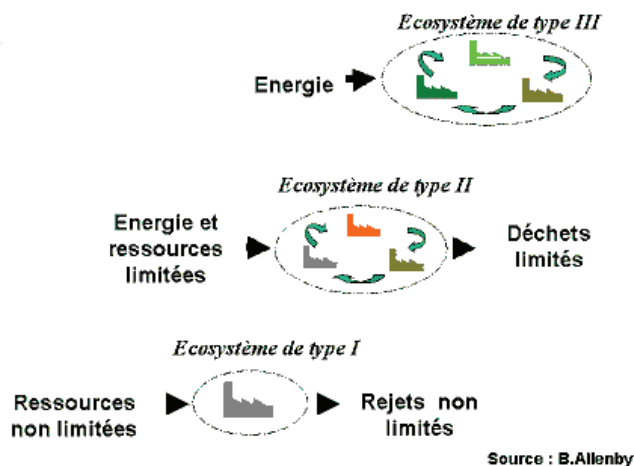 Ecosystème de type III
Energie
Ecosystème de type II
Energie et
ressources
limitées
Déchets
limités
Ecosystème de type I
Ressources
non limitées
Rejets non
limités
Source : B.Allenby